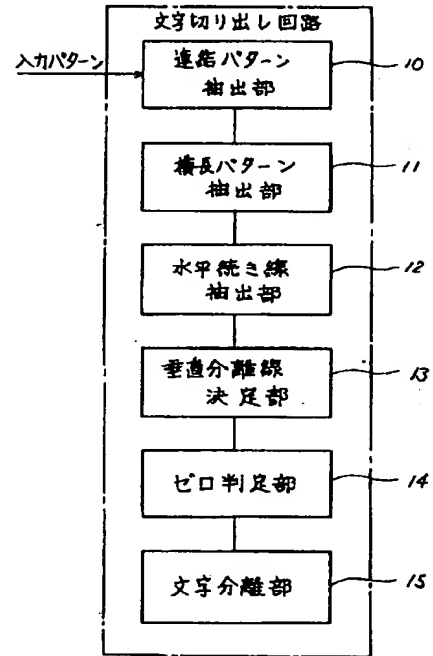 文字切り出し回路
入力パターン
連結パターン
抽出部
10
横長パターン
抽出部
11
水平続き線
抽出部
12
垂直分離線
決定部
13
ゼロ判定部
14
文字分離部
15